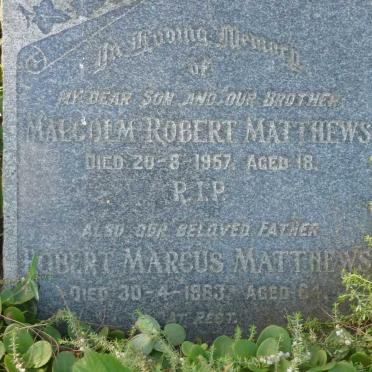 In Loving Memory
of
MY DEAR SON AND OUR BROTHER
MALCOLM ROBERT MATTHEWS
DIED 20-8-1957. AGED 18.
R.I.P.
ALSO OUR BELOVED FATHER
ROBERT MARCUS MATTHEWS
DIED 30-4-1963. AGED
AT REST.